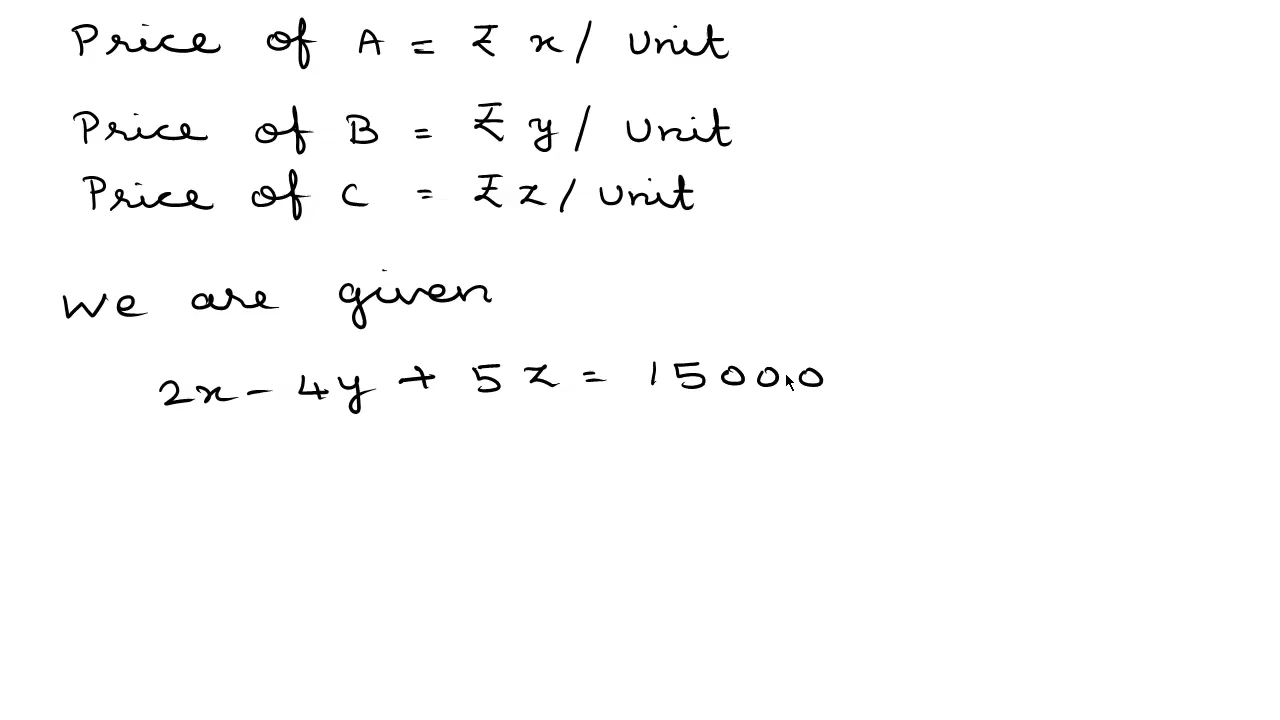 Price of A = ₹ x / unit
Price of B = ₹ y / unit
Price of C = ₹ z / unit
we are given
2x - 4y + 5z = 15000